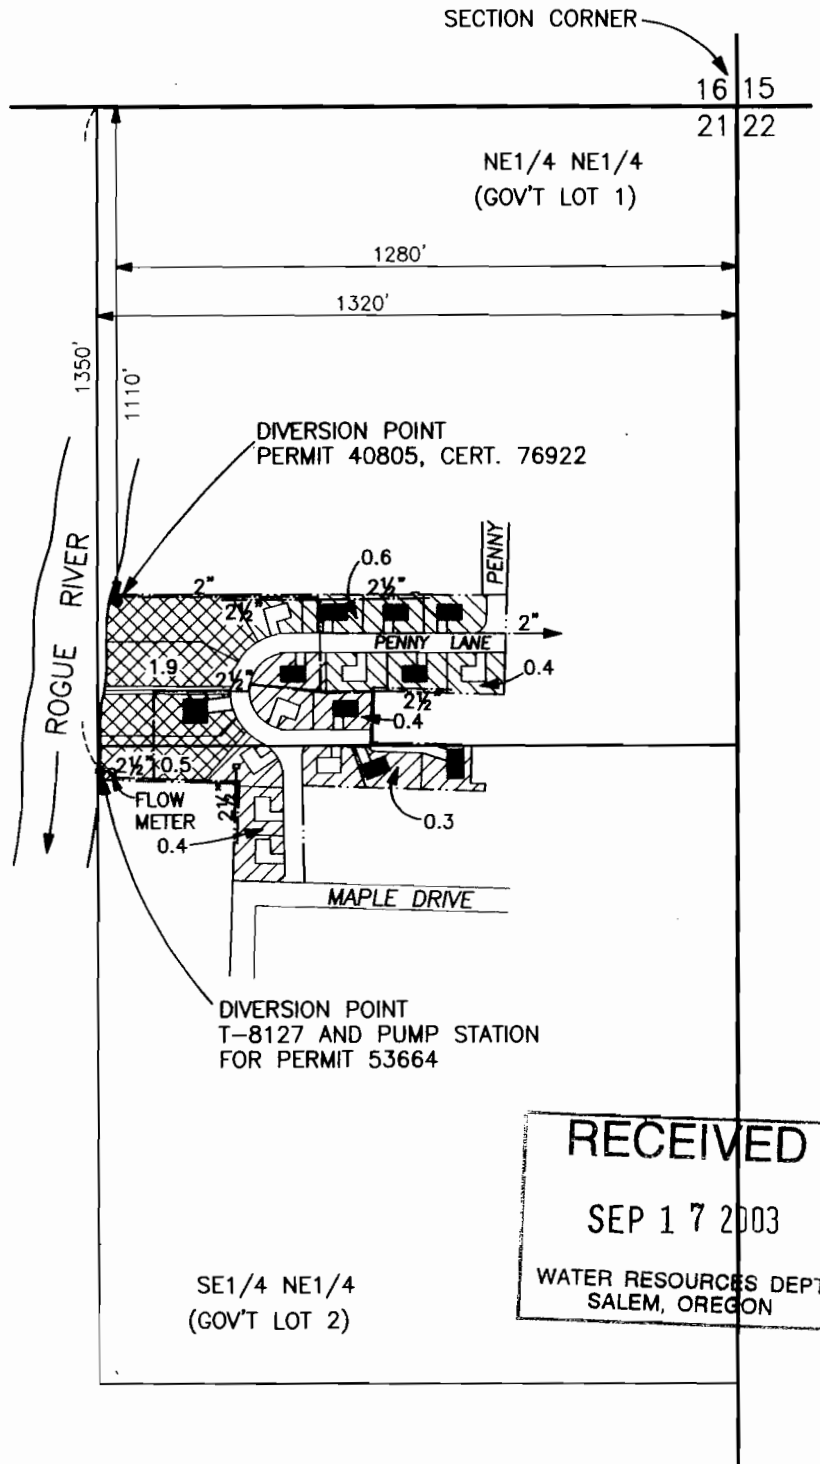 SECTION CORNER
16 15
21 22
NE1/4 NE1/4
(GOV'T LOT 1)
1280'
1320'
1350'
1110'
DIVERSION POINT
PERMIT 40805, CERT. 76922
ROGUE RIVER
PENNY
0.6
2"
2½"
2½"
2"
PENNY LANE
1.9
2½"
0.4
2½"
0.4
2½"
0.5
FLOW
METER
2½"
0.4
0.3
MAPLE DRIVE
DIVERSION POINT
T-8127 AND PUMP STATION
FOR PERMIT 53664
RECEIVED
SEP 17 2003
WATER RESOURCES DEPT
SALEM, OREGON
SE1/4 NE1/4
(GOV'T LOT 2)